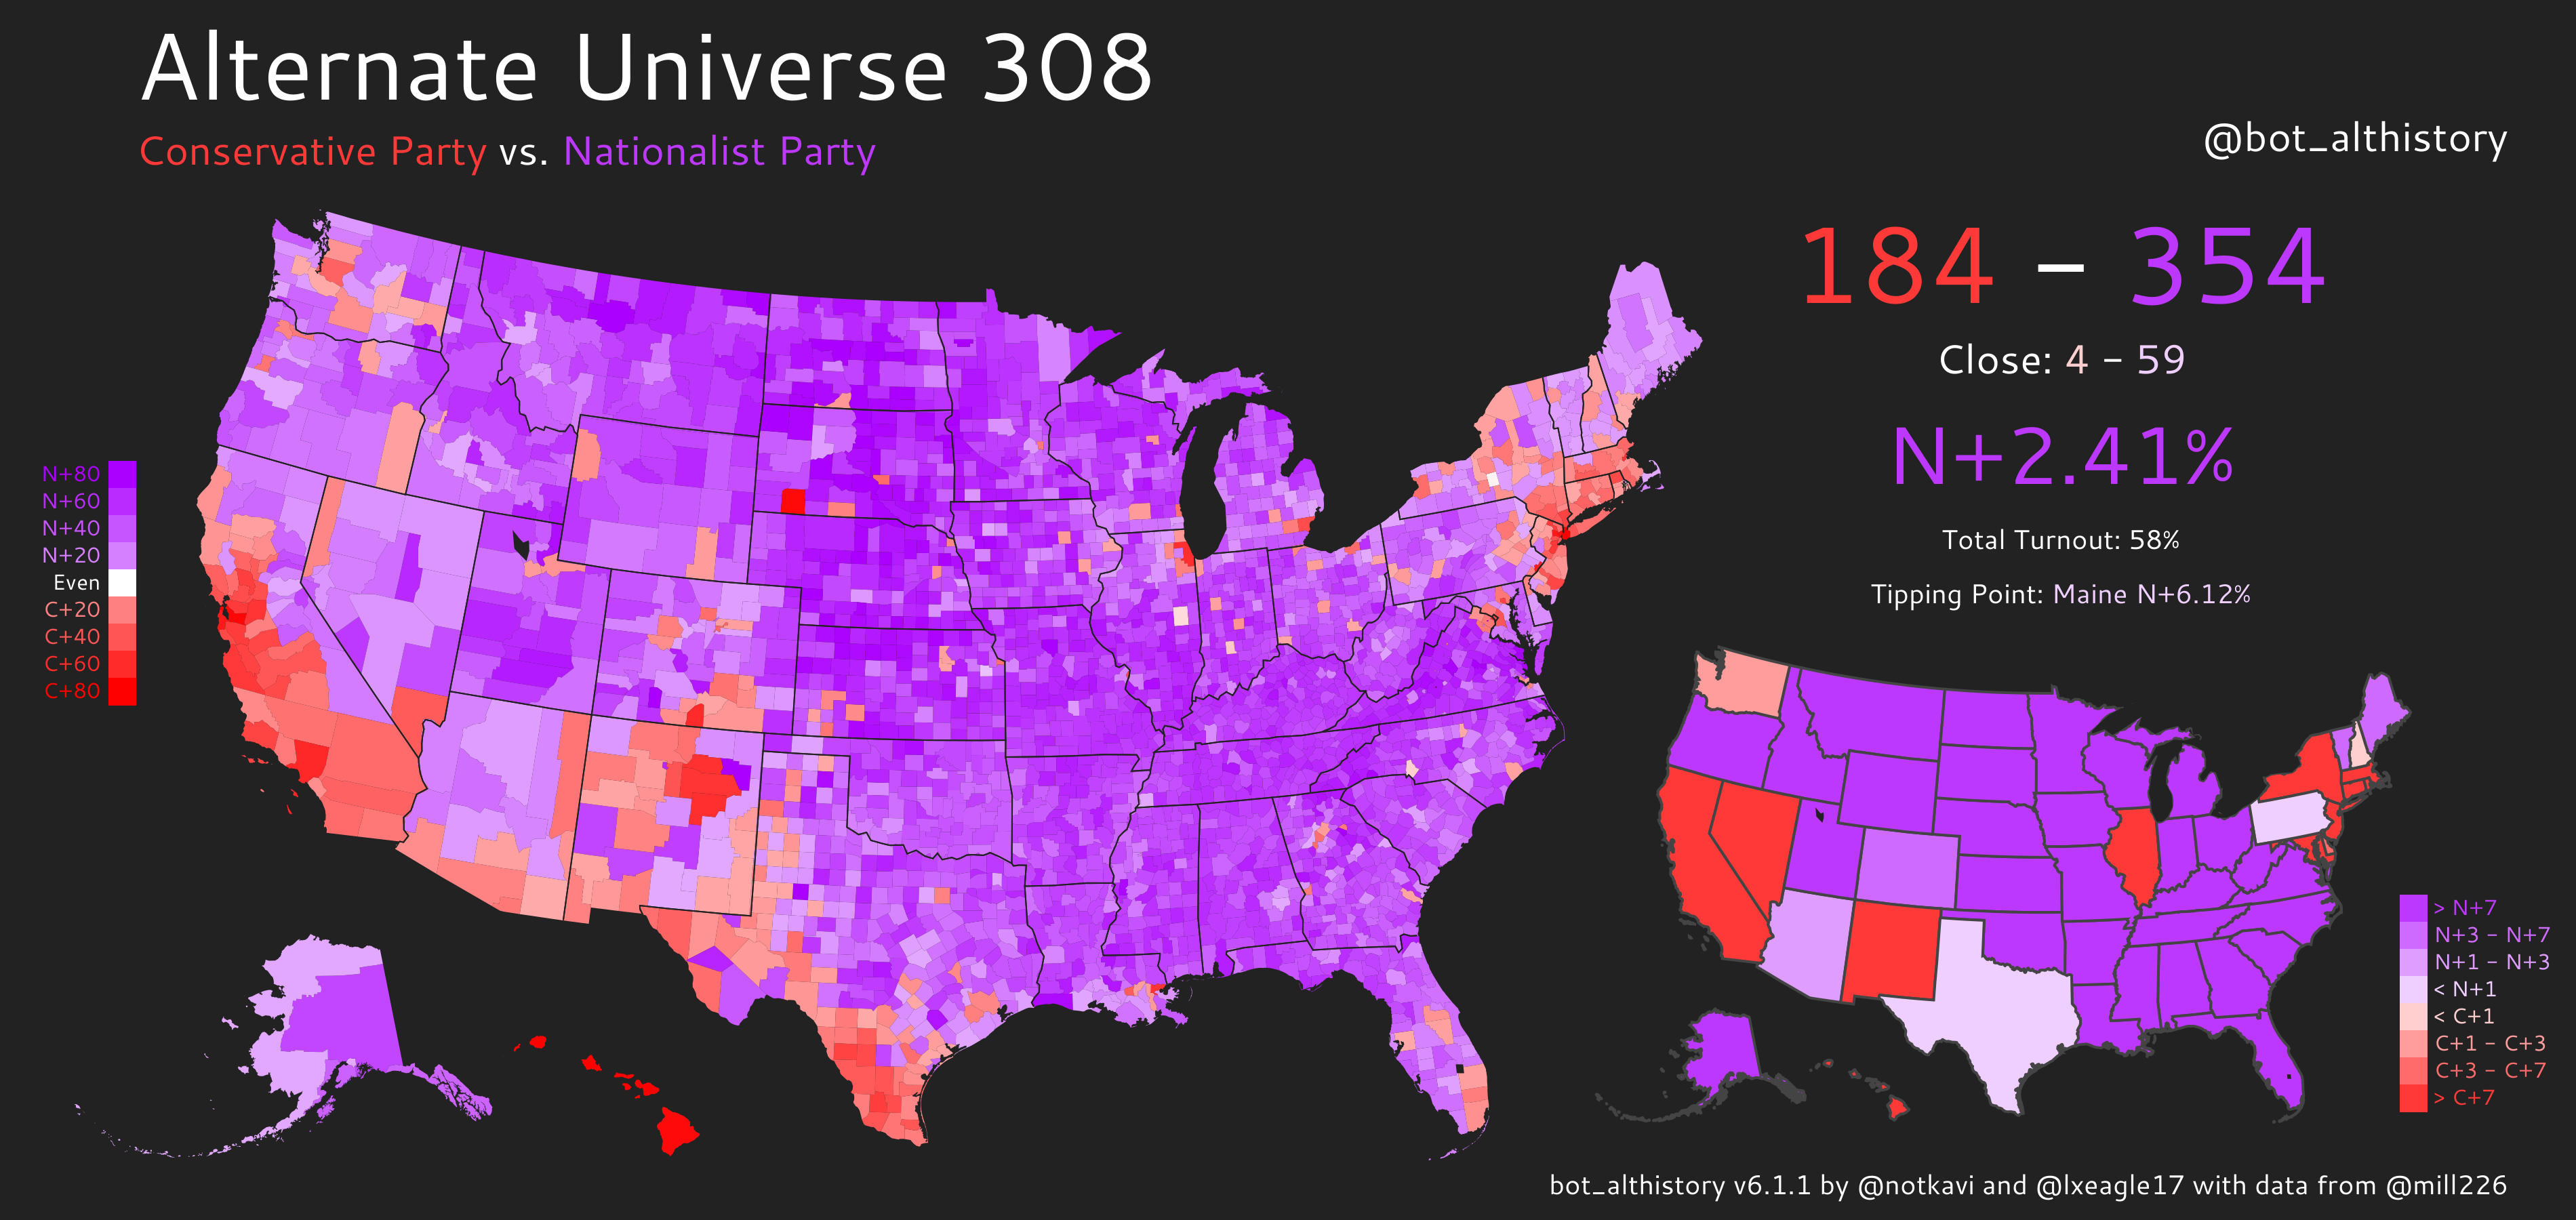 Alternate Universe 308
Conservative Party vs. Nationalist Party
@bot_althistory
184 – 354
Close: 4 – 59
N+2.41%
Total Turnout: 58%
Tipping Point: Maine N+6.12%
N+80
N+60
N+40
N+20
Even
C+20
C+40
C+60
C+80
> N+7
N+3 – N+7
N+1 – N+3
< N+1
< C+1
C+1 – C+3
C+3 – C+7
> C+7
bot_althistory v6.1.1 by @notkavi and @lxeagle17 with data from @mill226